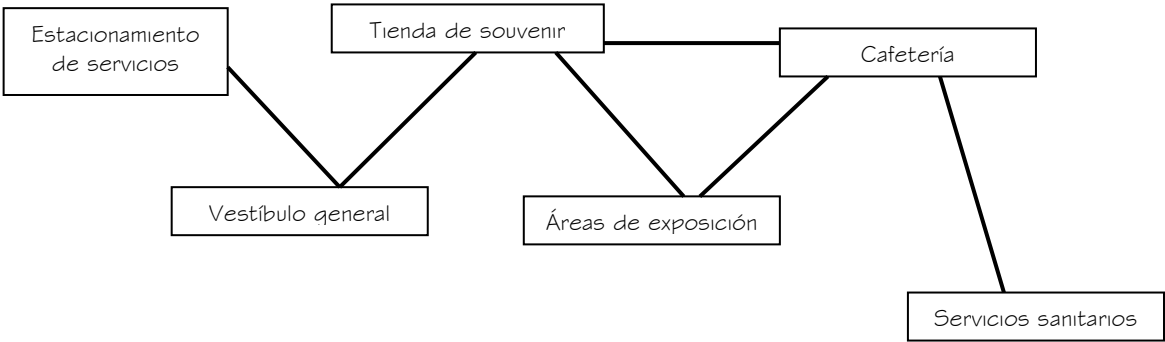 Estacionamiento
de servicios
Tienda de souvenir
Cafetería
Vestíbulo general
Áreas de exposición
Servicios sanitarios